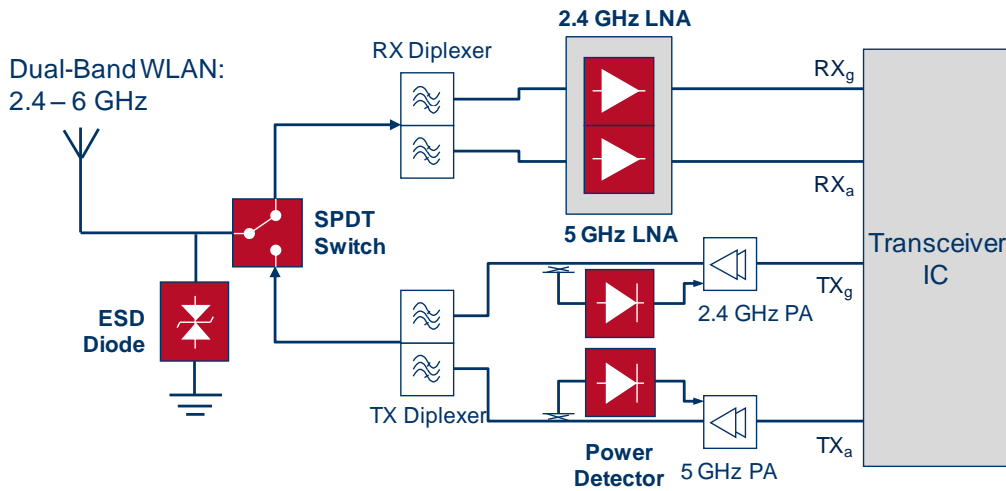 2.4 GHz LNA
RX Diplexer
Dual-Band WLAN:
2.4 – 6 GHz
RXg
RXa
SPDT
Switch
5 GHz LNA
Transceiver
IC
TXg
2.4 GHz PA
ESD
Diode
TX Diplexer
Power
Detector
5 GHz PA
TXa